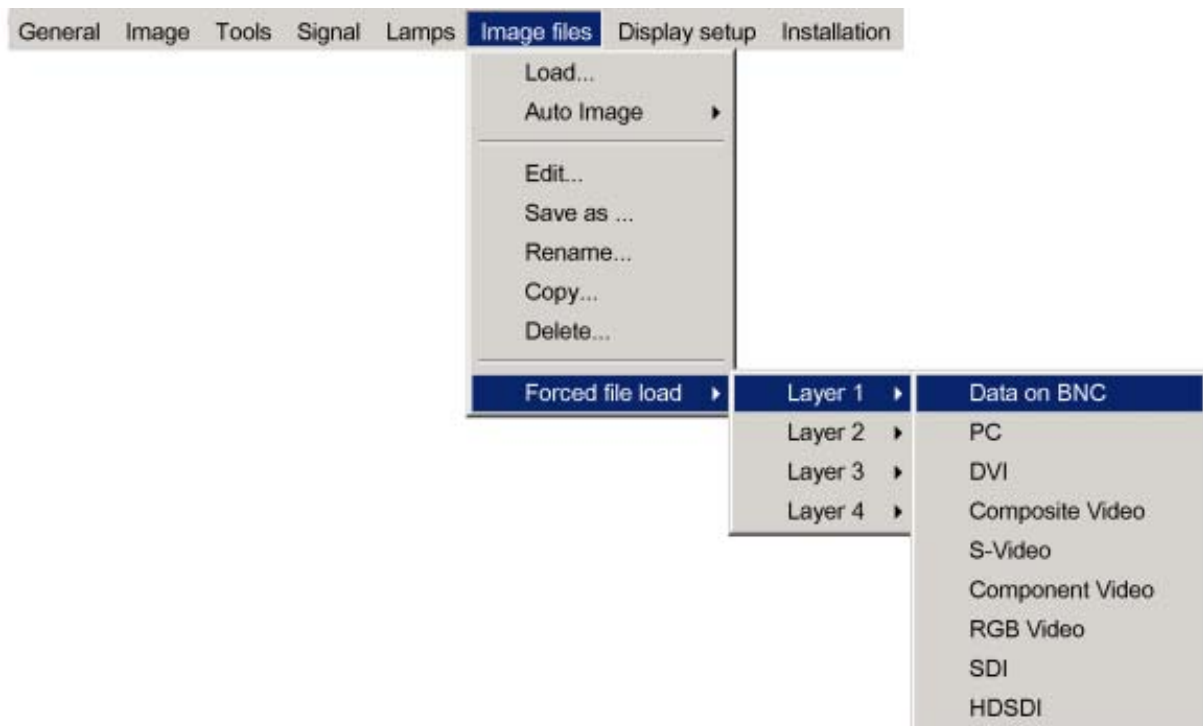 General Image Tools Signal Lamps Image files Display setup Installation
Load...
Auto Image
Edit...
Save as ...
Rename...
Copy...
Delete...
Forced file load
Layer 1
Layer 2
Layer 3
Layer 4
Data on BNC
PC
DVI
Composite Video
S-Video
Component Video
RGB Video
SDI
HDSDI